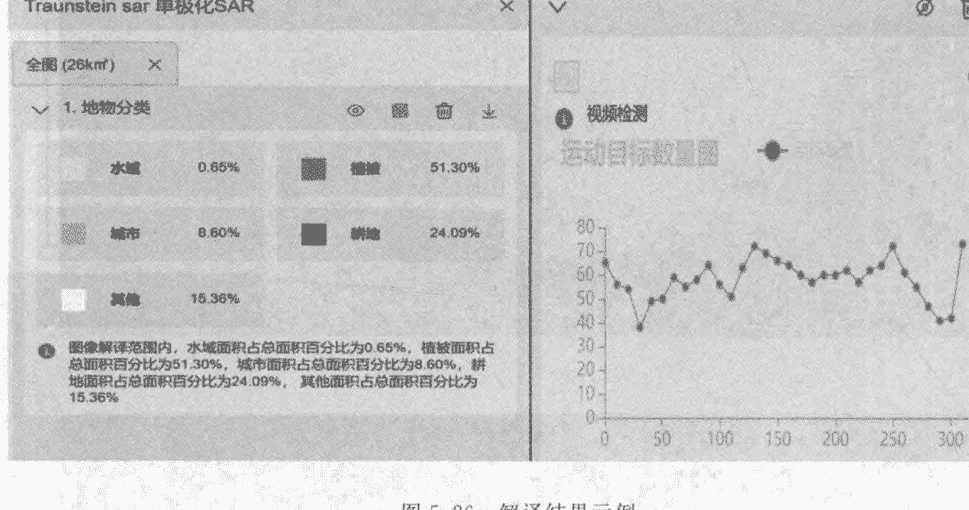 Traunstein sar 单极化SAR
全图 (26km²)
1. 地物分类
水域 0.65% 植被 51.30%
城市 8.60% 耕地 24.09%
其他 15.36%
图像解译范围内，水域面积占总面积百分比为0.65%，植被面积占
总面积百分比为51.30%，城市面积占总面积百分比为8.60%，耕
地面积占总面积百分比为24.09%， 其他面积占总面积百分比为
15.36%
视频检测
运动目标数量图
80
70
60
50
40
30
20
10
0
0 50 100 150 200 250 300
图 5-26 解译结果示例